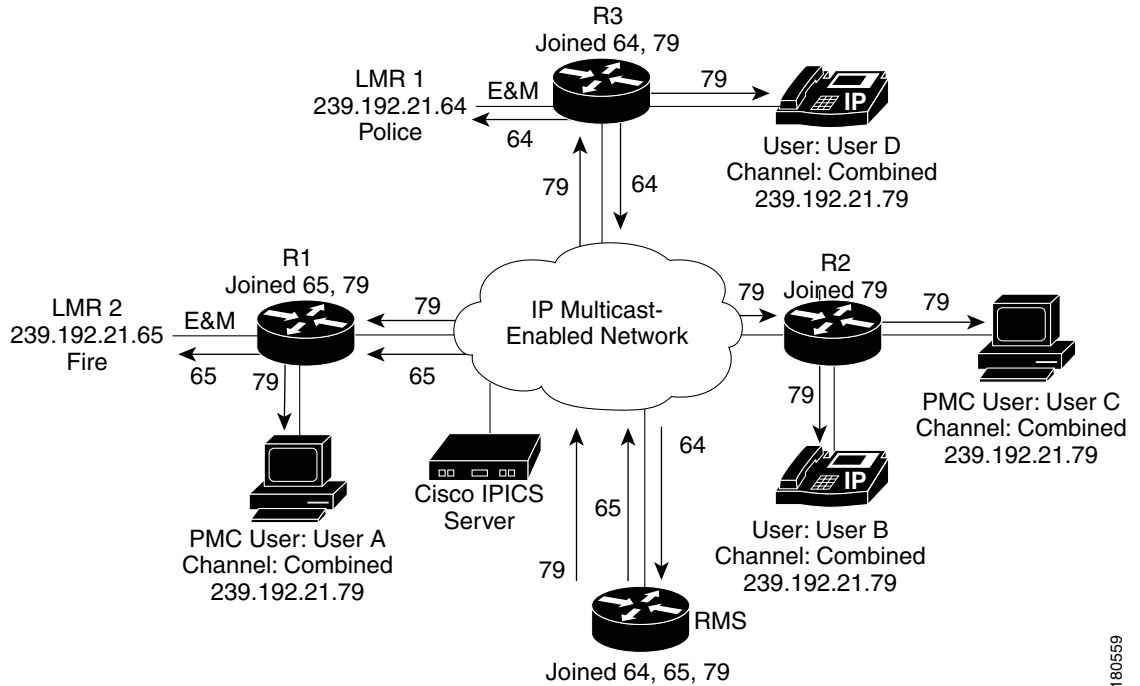 R3
Joined 64, 79
LMR 1
239.192.21.64
Police
E&M
64
79
IP
User: User D
Channel: Combined
239.192.21.79
79
64
R1
Joined 65, 79
LMR 2
239.192.21.65
Fire
E&M
65
79
79
65
IP Multicast-
Enabled Network
R2
Joined 79
79
79
79
PMC User: User C
Channel: Combined
239.192.21.79
IP
User: User B
Channel: Combined
239.192.21.79
PMC User: User A
Channel: Combined
239.192.21.79
Cisco IPICS
Server
79
65
64
RMS
Joined 64, 65, 79
180559